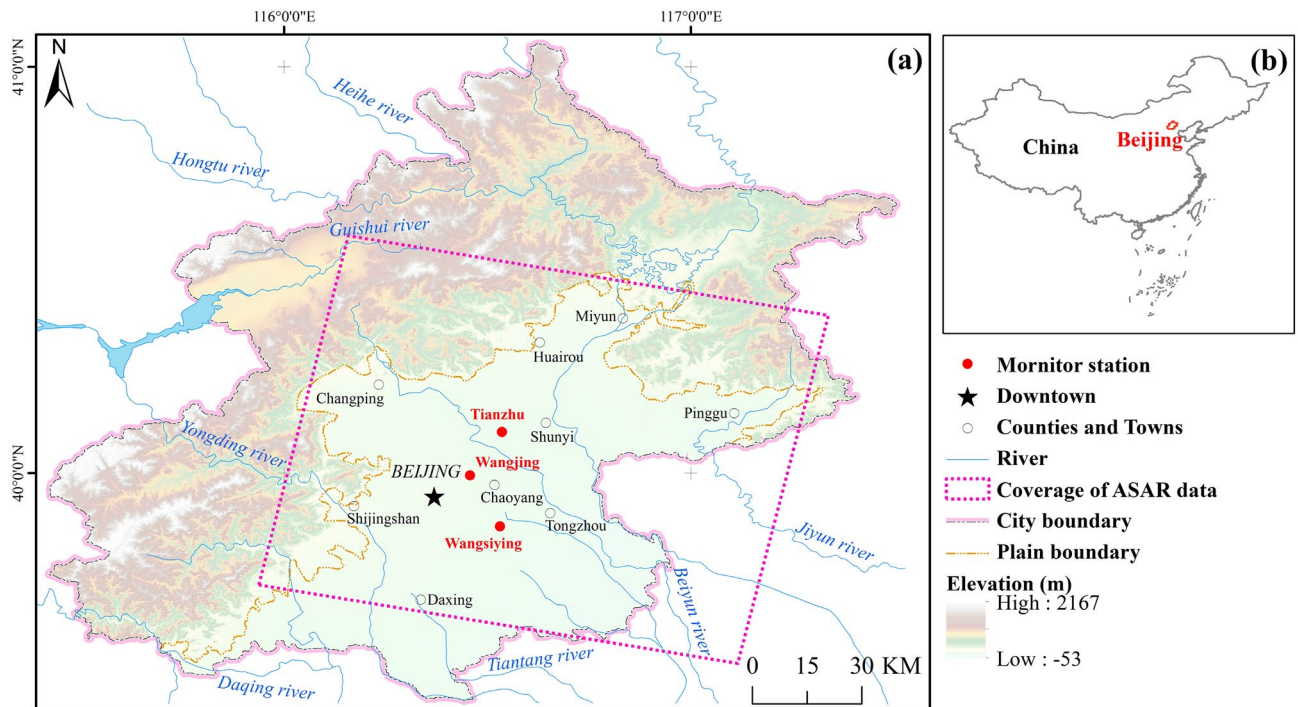 116°0'0"E
117°0'0"E
N
41°0'0"N
40°0'0"N
(a)
Heihe river
Hongtu river
Guishui river
Miyun
Huairou
Changping
Pinggu
Tianzhu
Shunyi
Yongding river
BEIJING
Wangjing
Chaoyang
Shijingshan
Tongzhou
Wangsiying
Jiyun river
Beiyun river
Daxing
Tiantang river
Daqing river
0 15 30 KM
(b)
China
Beijing
Mornitor station
Downtown
Counties and Towns
River
Coverage of ASAR data
City boundary
Plain boundary
Elevation (m)
High : 2167
Low : -53